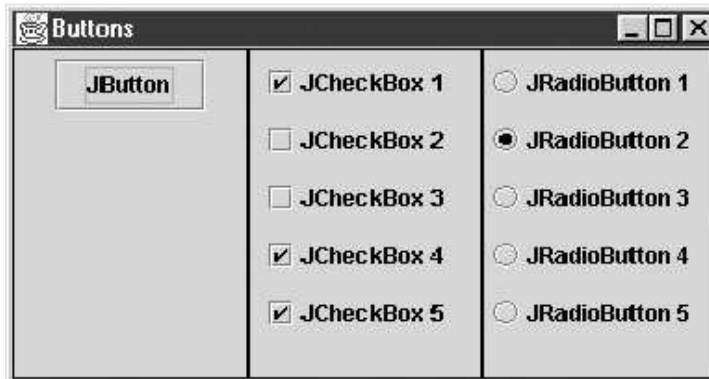 Buttons
JButton
JCheckBox 1
JCheckBox 2
JCheckBox 3
JCheckBox 4
JCheckBox 5
JRadioButton 1
JRadioButton 2
JRadioButton 3
JRadioButton 4
JRadioButton 5